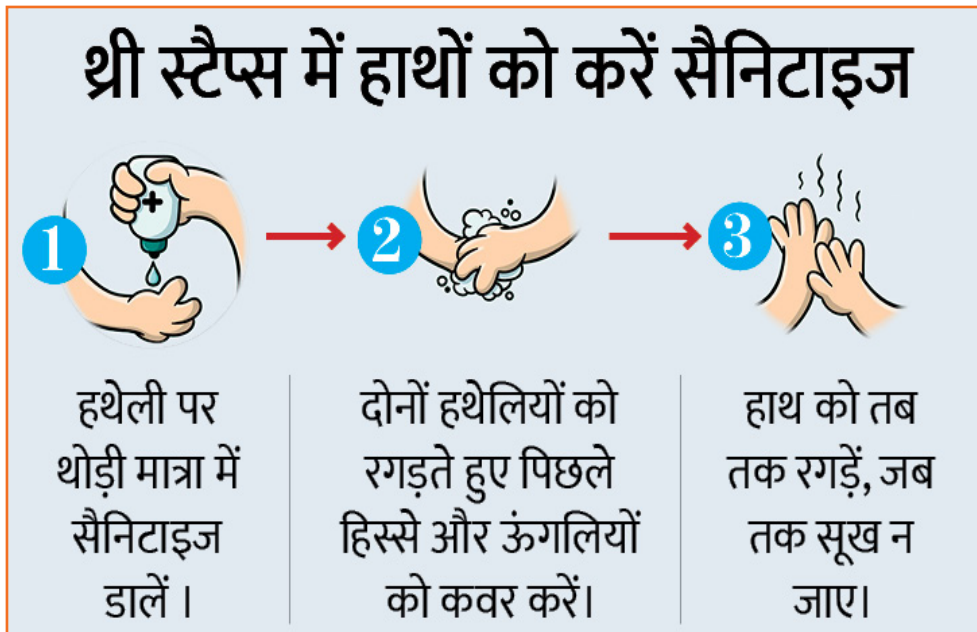 थ्री स्टैप्स में हाथों को करें सैनिटाइज
1
हथेली पर
थोड़ी मात्रा में
सैनिटाइज
डालें ।
2
दोनों हथेलियों को
रगड़ते हुए पिछले
हिस्से और ऊंगलियों
को कवर करें।
3
हाथ को तब
तक रगड़ें, जब
तक सूख न
जाए।